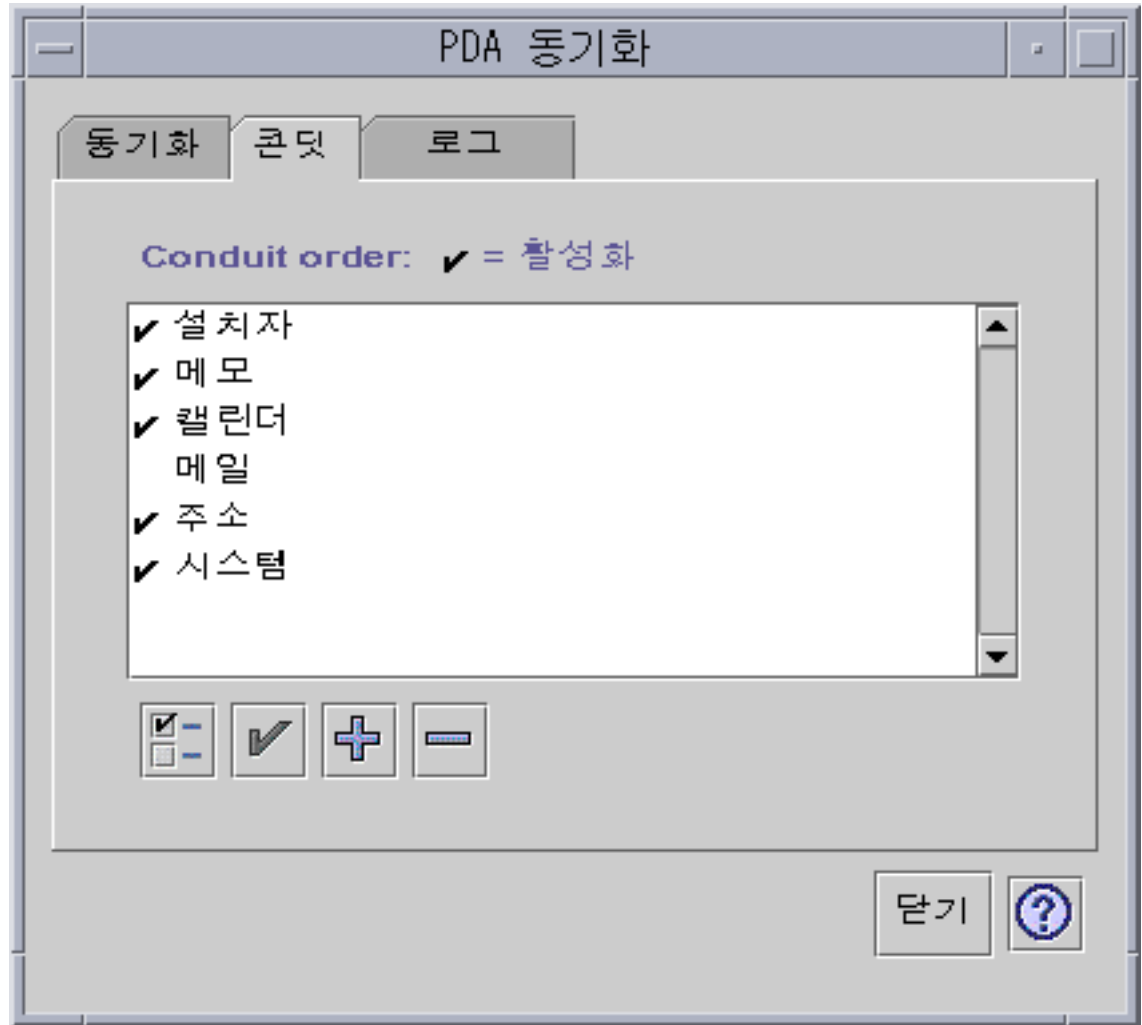 PDA 동기화
동기화 콘딧 로그
Conduit order: ✔ = 활성화
✔ 설치자
✔ 메모
✔ 캘린더
메일
✔ 주소
✔ 시스템
닫기 ?